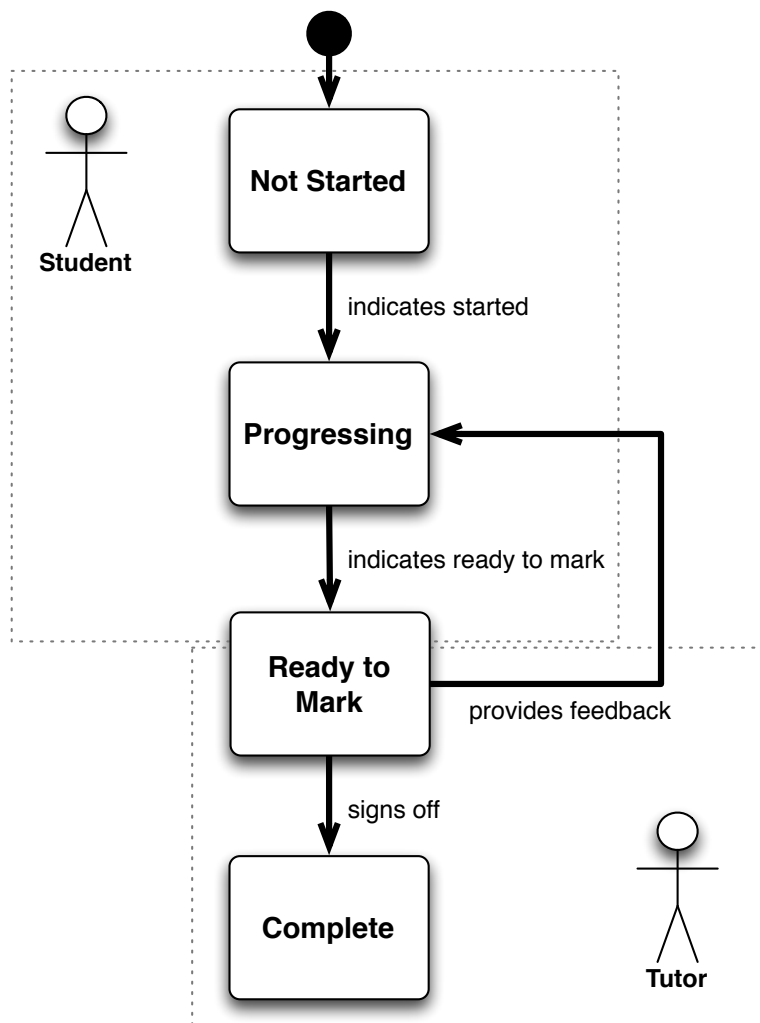 Not Started
Student
indicates started
Progressing
indicates ready to mark
Ready to
Mark
provides feedback
signs off
Complete
Tutor